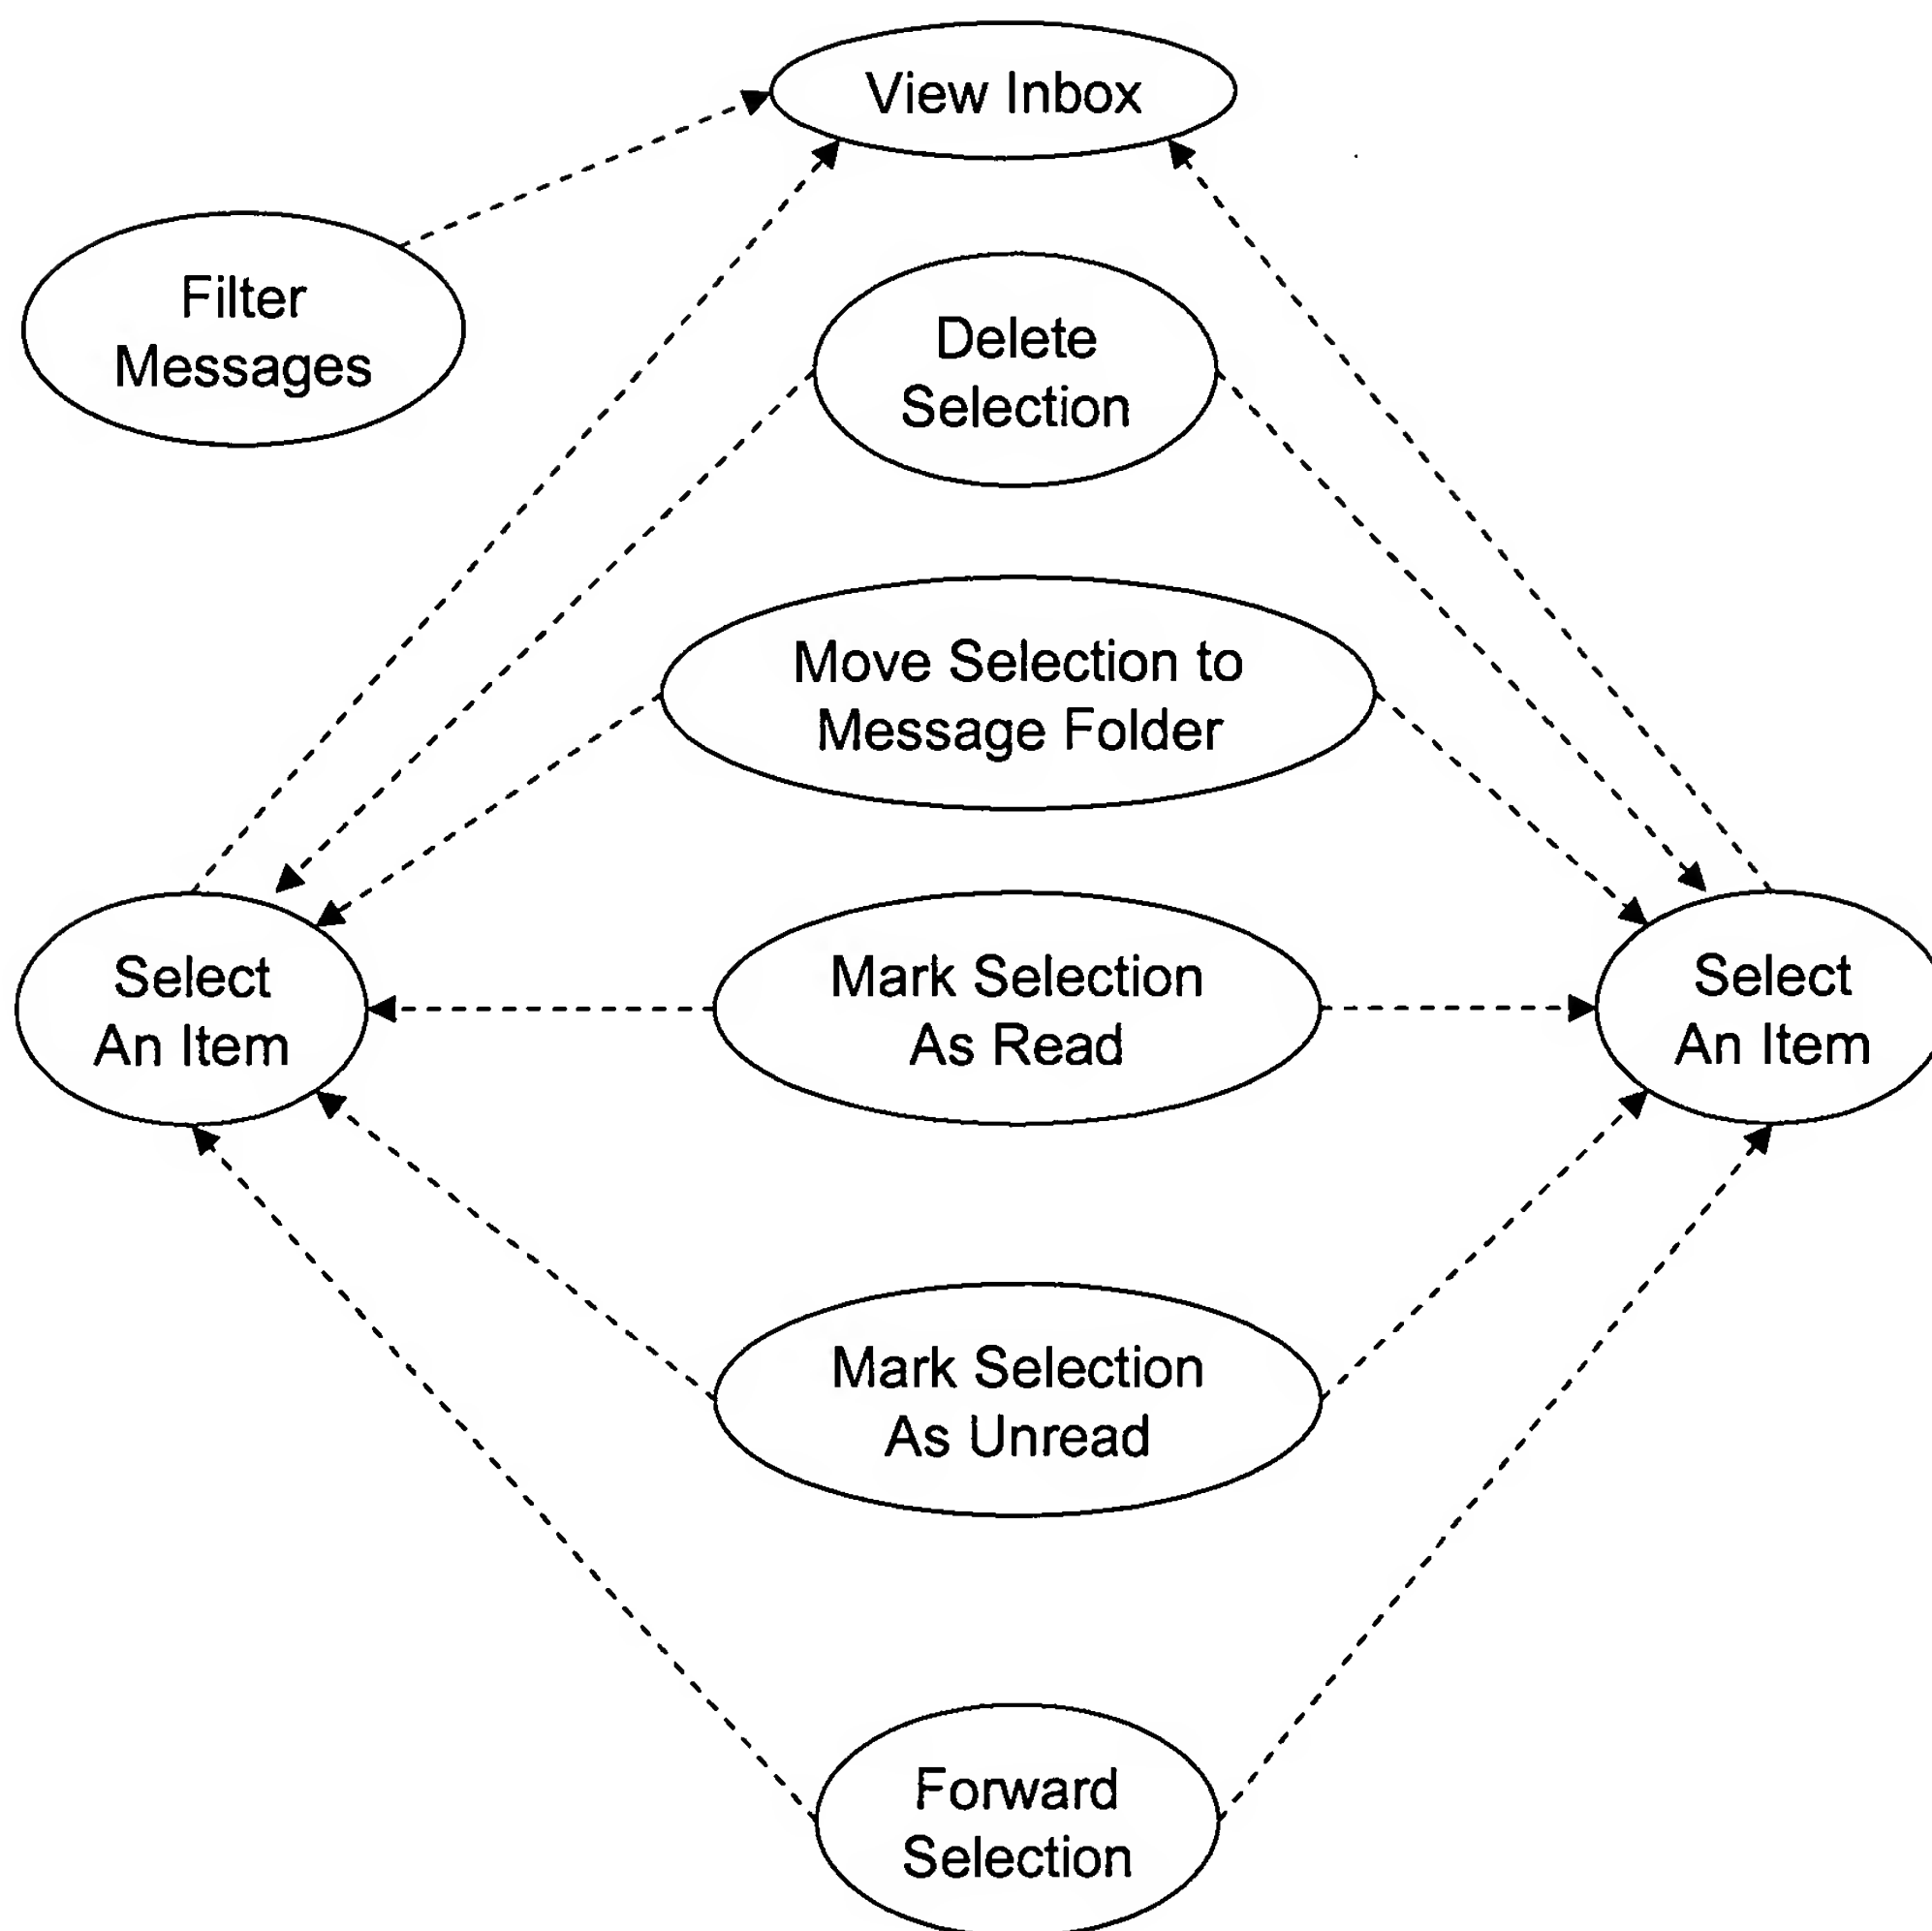 View Inbox
Filter
Messages
Delete
Selection
Move Selection to
Message Folder
Select
An Item
Mark Selection
As Read
Select
An Item
Mark Selection
As Unread
Forward
Selection